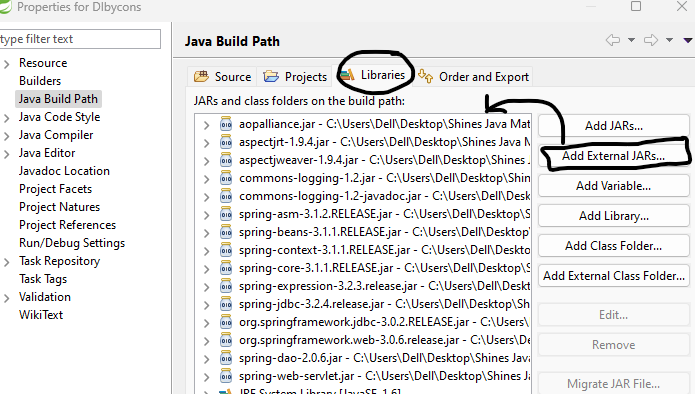 Properties for DIbycons
type filter text
Resource
Builders
Java Build Path
Java Code Style
Java Compiler
Java Editor
Javadoc Location
Project Facets
Project Natures
Project References
Run/Debug Settings
Task Repository
Task Tags
Validation
WikiText
Java Build Path
Source Projects Libraries Order and Export
JARs and class folders on the build path:
aopalliance.jar - C:\Users\Dell\Desktop\Shines Java Mat
aspectjrt-1.9.4.jar - C:\Users\Dell\Desktop\Shines Java M
aspectjweaver-1.9.4.jar - C:\Users\Dell\Desktop\Shines .
commons-logging-1.2.jar - C:\Users\Dell\Desktop\Shines
commons-logging-1.2-javadoc.jar - C:\Users\Dell\Deskto
spring-asm-3.1.2.RELEASE.jar - C:\Users\Dell\Desktop\Sh
spring-beans-3.1.1.RELEASE.jar - C:\Users\Dell\Desktop\S
spring-context-3.1.1.RELEASE.jar - C:\Users\Dell\Desktop
spring-core-3.1.1.RELEASE.jar - C:\Users\Dell\Desktop\Sh
spring-expression-3.2.3.release.jar - C:\Users\Dell\Deskto
spring-jdbc-3.2.4.release.jar - C:\Users\Dell\Desktop\Shin
org.springframework.jdbc-3.0.2.RELEASE.jar - C:\Users\D
org.springframework.web-3.0.6.release.jar - C:\Users\Dell
spring-dao-2.0.6.jar - C:\Users\Dell\Desktop\Shines Java
spring-web-servlet.jar - C:\Users\Dell\Desktop\Shines Jav
JRE System Library [JavaSE-1.6]
Add JARs...
Add External JARs...
Add Variable...
Add Library...
Add Class Folder...
Add External Class Folder...
Edit...
Remove
Migrate JAR File...